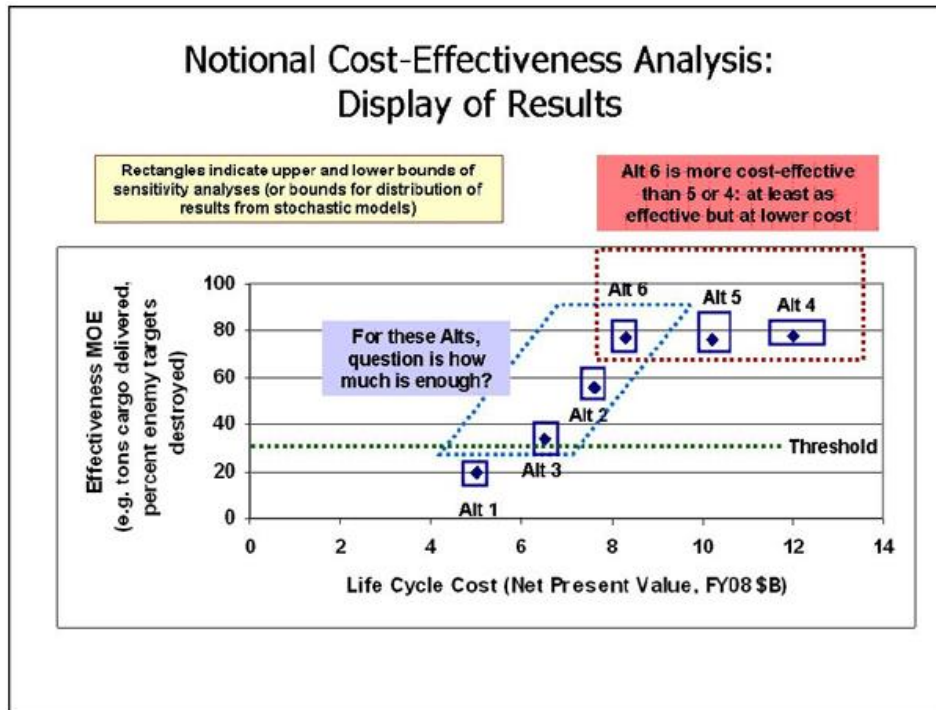 Notional Cost-Effectiveness Analysis:
Display of Results
Rectangles indicate upper and lower bounds of
sensitivity analyses (or bounds for distribution of
results from stochastic models)
Alt 6 is more cost-effective
than 5 or 4: at least as
effective but at lower cost
Effectiveness MOE
(e.g. tons cargo delivered,
percent enemy targets
destroyed)
100
80
60
40
20
0
For these Alts,
question is how
much is enough?
Alt 6
Alt 5
Alt 4
Alt 2
Threshold
Alt 3
Alt 1
0 2 4 6 8 10 12 14
Life Cycle Cost (Net Present Value, FY08 $B)